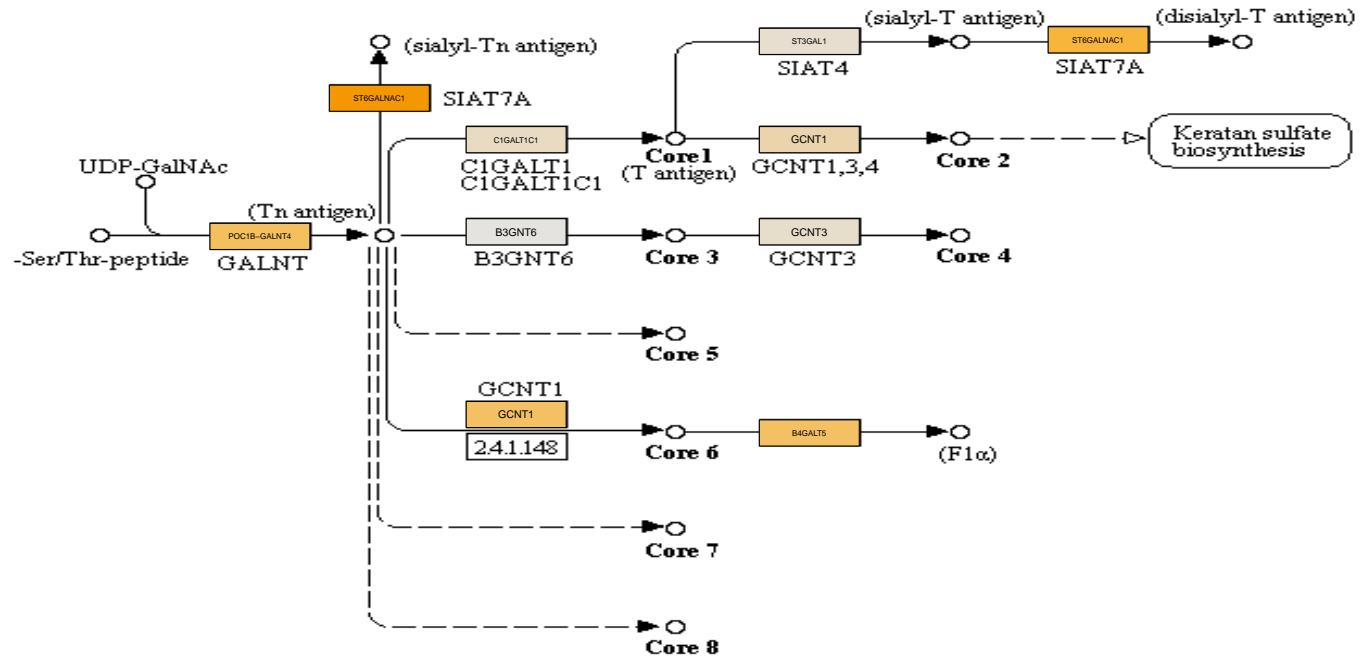 (sialyl-T antigen)
(disialyl-T antigen)
(sialyl-Tn antigen)
ST3GAL1
SIAT4
ST6GALNAC1
SIAT7A
ST6GALNAC1
SIAT7A
C1GALT1C1
C1GALT1
C1GALT1C1
Core1
(T antigen)
GCNT1
GCNT1,3,4
Core 2
Keratan sulfate
biosynthesis
UDP-GalNAc
(Tn antigen)
-Ser/Thr-peptide
POC1B-GALNT4
GALNT
B3GNT6
B3GNT6
Core 3
GCNT3
GCNT3
Core 4
Core 5
GCNT1
GCNT1
2.4.1.148
Core 6
B4GALT5
(F1α)
Core 7
Core 8